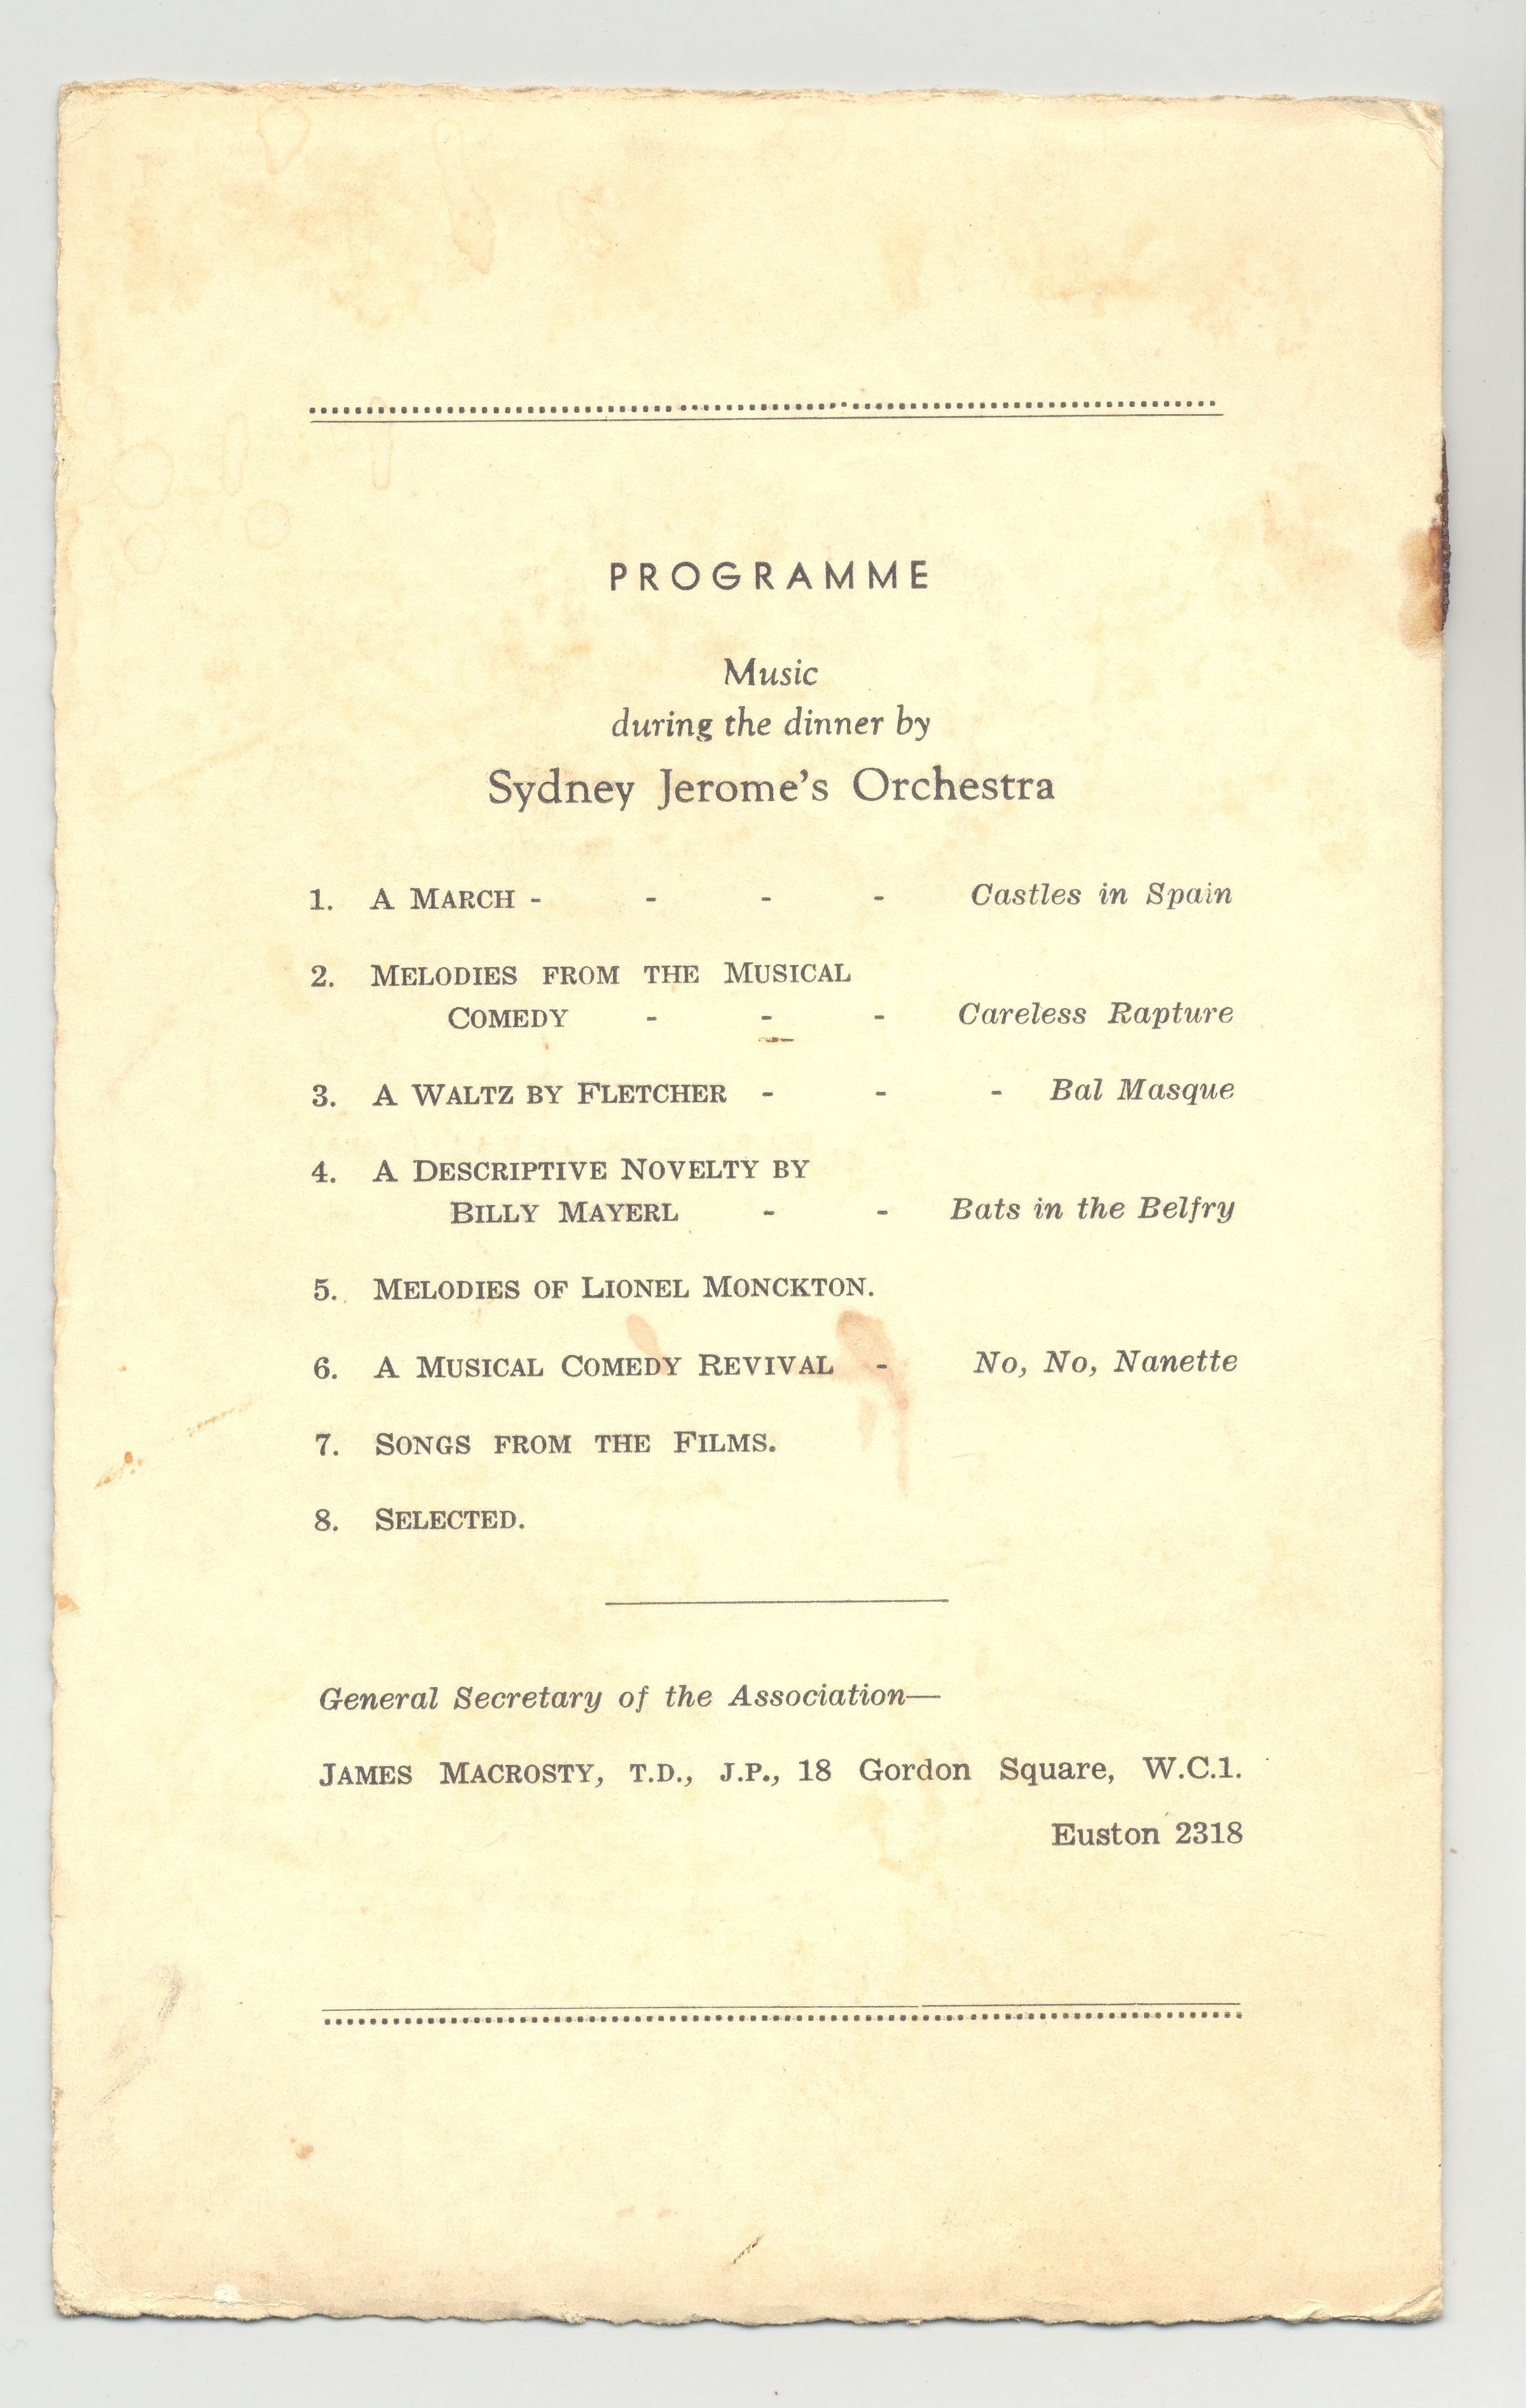 PROGRAMME
Music
during the dinner by
Sydney Jerome's Orchestra
1. A MARCH - - - - Castles in Spain
2. MELODIES FROM THE MUSICAL
COMEDY - - - Careless Rapture
3. A WALTZ BY FLETCHER - - - Bal Masque
4. A DESCRIPTIVE NOVELTY BY
BILLY MAYERL - - Bats in the Belfry
5. MELODIES OF LIONEL MONCKTON.
6. A MUSICAL COMEDY REVIVAL - No, No, Nanette
7. SONGS FROM THE FILMS.
8. SELECTED.
General Secretary of the Association—
JAMES MACROSTY, T.D., J.P., 18 Gordon Square, W.C.1.
Euston 2318